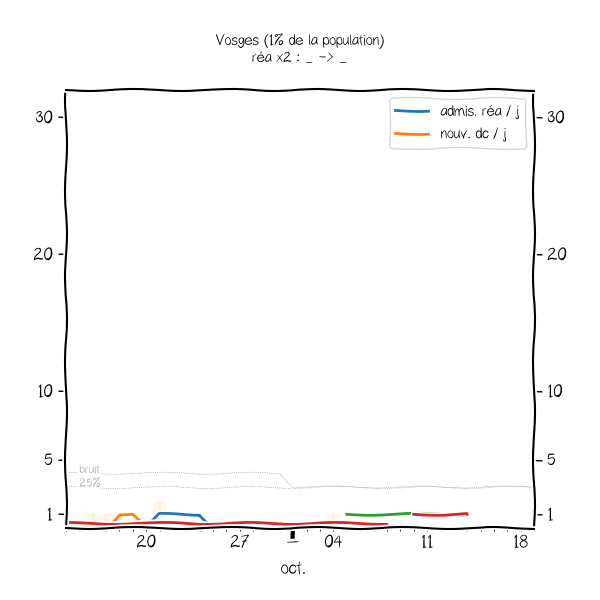 Vosges (1% de la population)
réa x2 : _ -> _
admis. réa / j
nouv. dc / j
30
30
20
20
10
10
5
5
bruit
25%
1
1
20
27
04
11
18
oct.